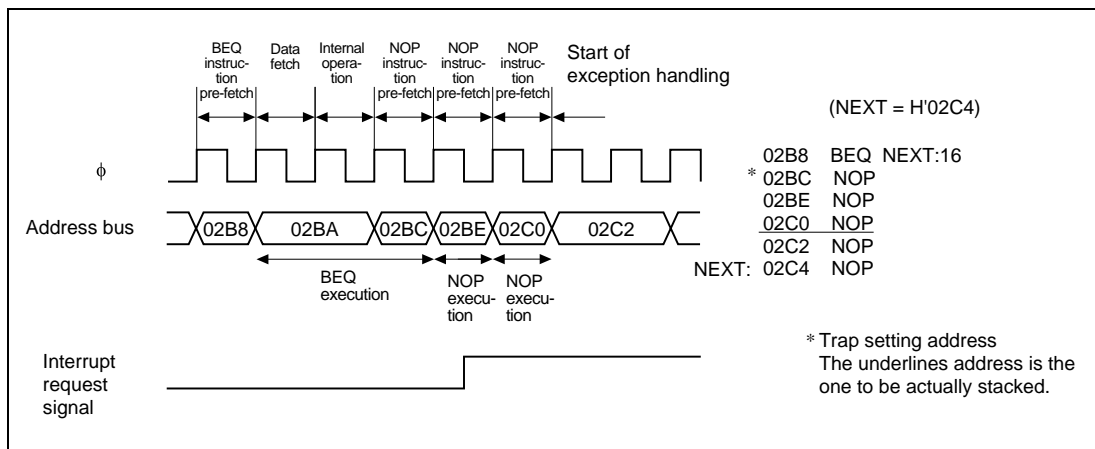 BEQ
instruc-
tion
pre-fetch
Data
fetch
Internal
opera-
tion
NOP
instruc-
tion
pre-fetch
NOP
instruc-
tion
pre-fetch
NOP
instruc-
tion
pre-fetch
Start of
exception handling
(NEXT = H'02C4)
ϕ
Address bus
02B8 02BA 02BC 02BE 02C0 02C2
BEQ
execution
NOP
execu-
tion
NOP
execu-
tion
Interrupt
request
signal
02B8 BEQ NEXT:16
* 02BC NOP
02BE NOP
02C0 NOP
02C2 NOP
NEXT: 02C4 NOP
* Trap setting address
The underlines address is the
one to be actually stacked.